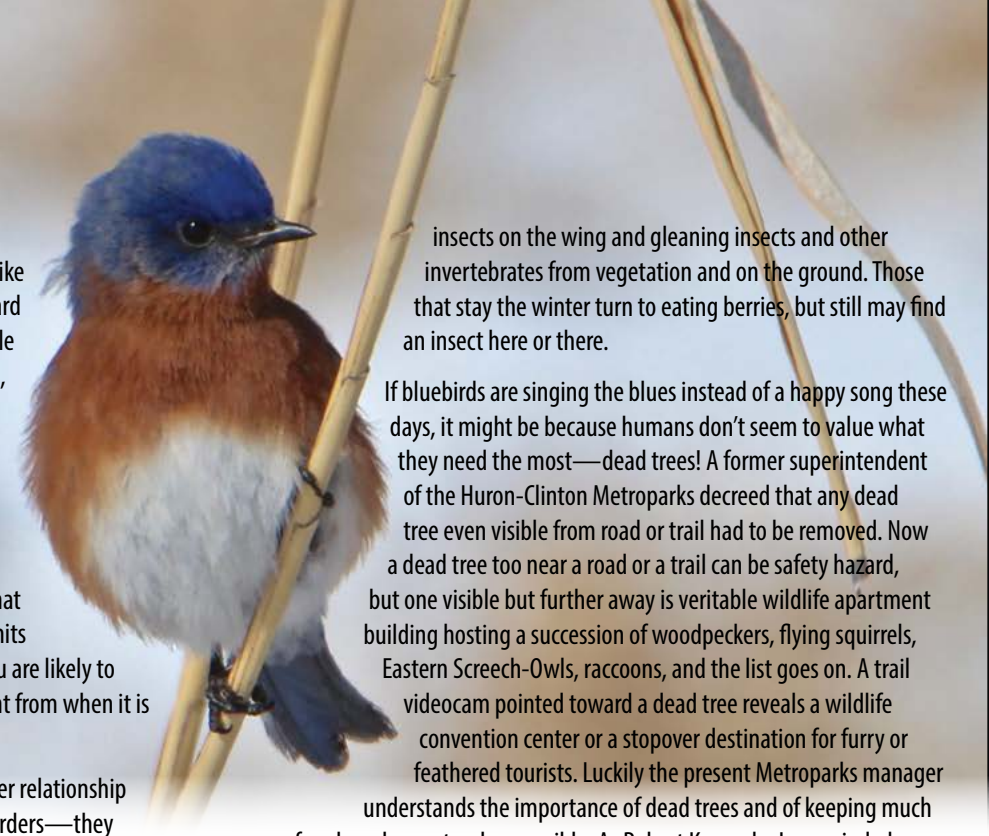 are likely to
from when it is
relationship
they
insects on the wing and gleaning insects and other
invertebrates from vegetation and on the ground. Those
that stay the winter turn to eating berries, but still may find
an insect here or there.
If bluebirds are singing the blues instead of a happy song these
days, it might be because humans don’t seem to value what
they need the most—dead trees! A former superintendent
of the Huron-Clinton Metroparks decreed that any dead
tree even visible from road or trail had to be removed. Now
a dead tree too near a road or a trail can be safety hazard,
but one visible but further away is veritable wildlife apartment
building hosting a succession of woodpeckers, flying squirrels,
Eastern Screech-Owls, raccoons, and the list goes on. A trail
videocam pointed toward a dead tree reveals a wildlife
convention center or a stopover destination for furry or
feathered tourists. Luckily the present Metroparks manager
understands the importance of dead trees and of keeping much